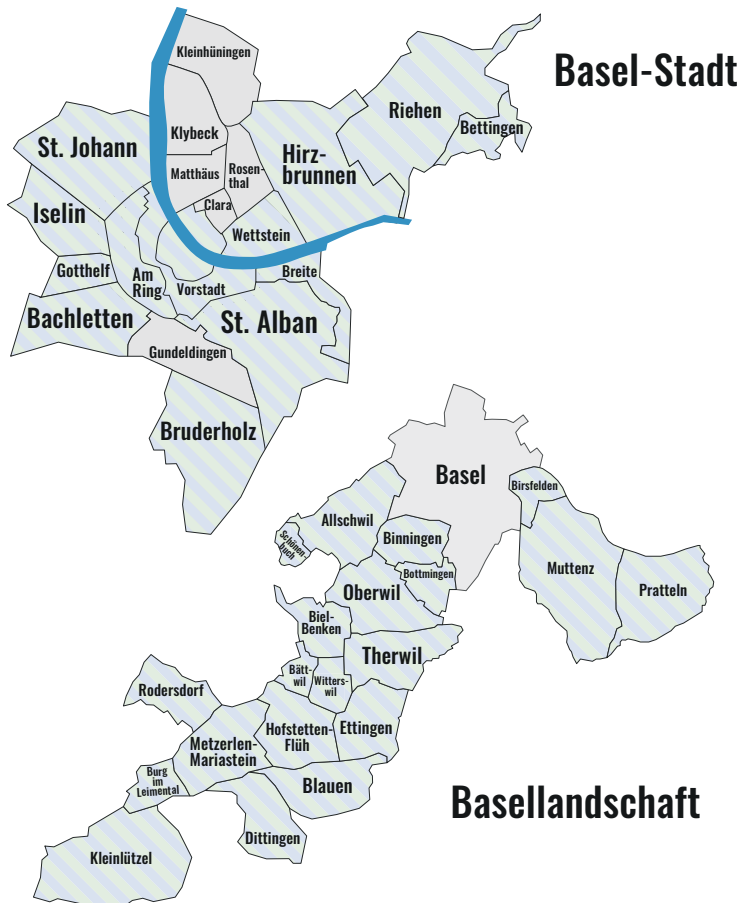 Kleinhüningen
Basel-Stadt
Riehen
Bettingen
Klybeck
St. Johann
Hirz-
brunnen
Matthäus
Rosen-
thal
Clara
Iselin
Wettstein
Gotthelf
Am
Ring
Vorstadt
Breite
Bachletten
St. Alban
Gundeldingen
Bruderholz
Basel
Birsfelden
Allschwil
Schönen-
buch
Binningen
Bottmingen
Muttenz
Pratteln
Oberwil
Biel-
Benken
Therwil
Bätt-
wil
Witters-
wil
Rodersdorf
Hofstetten-
Flüh
Ettingen
Metzerlen-
Mariastein
Burg
im
Leimental
Blauen
Basellandschaft
Dittingen
Kleinlützel